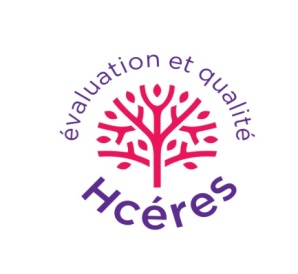 évaluation et qualité
Hcéres